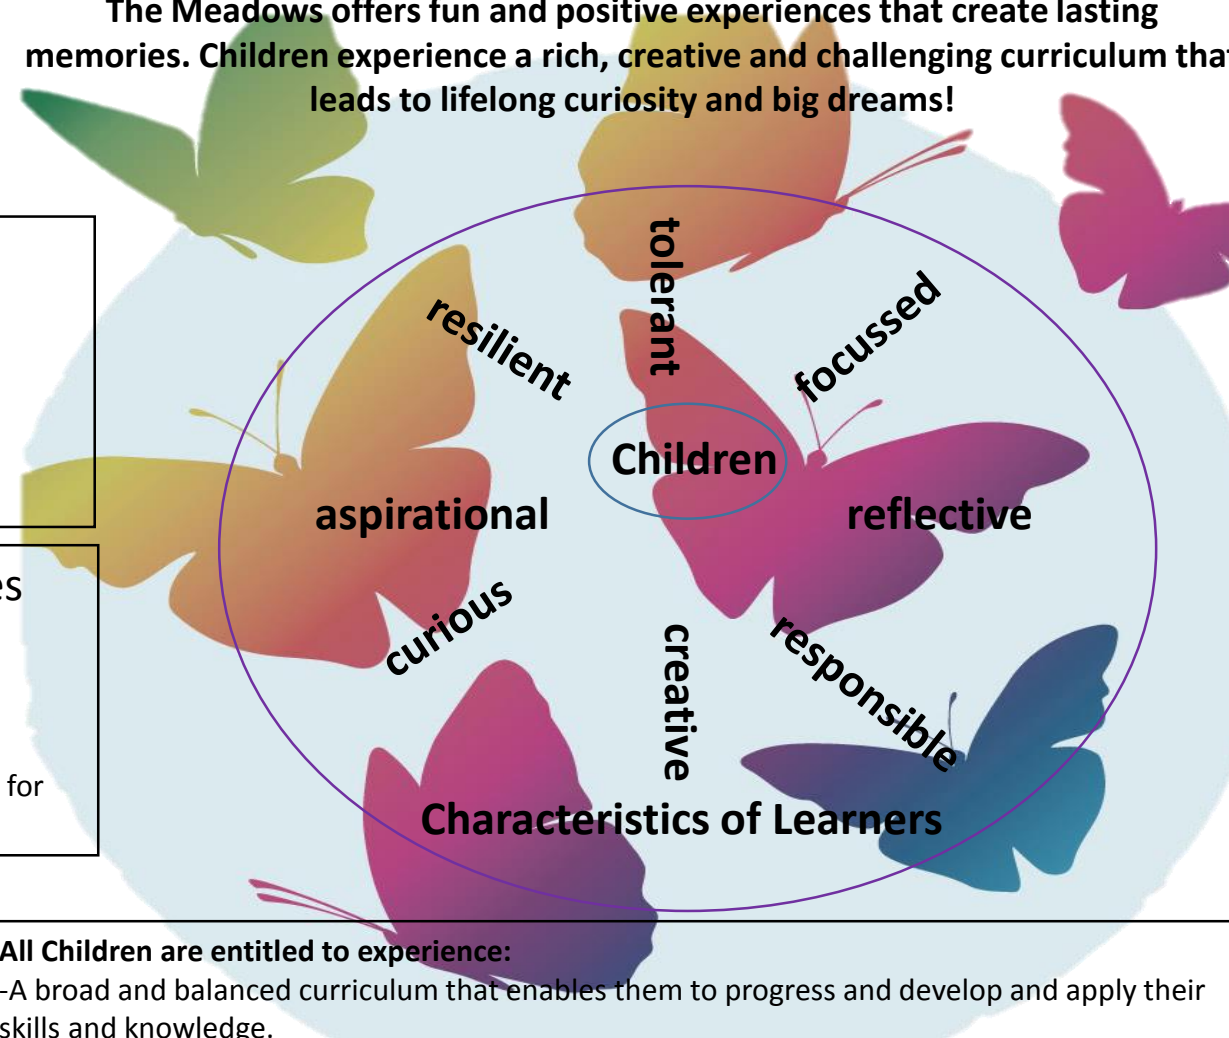 The Meadows offers fun and positive experiences that create lasting
memories. Children experience a rich, creative and challenging curriculum that
leads to lifelong curiosity and big dreams!
tolerant
resilient
focussed
Children
aspirational
reflective
curious
creative
responsible
for
Characteristics of Learners
All Children are entitled to experience:
-A broad and balanced curriculum that enables them to progress and develop and apply their
skills and knowledge.